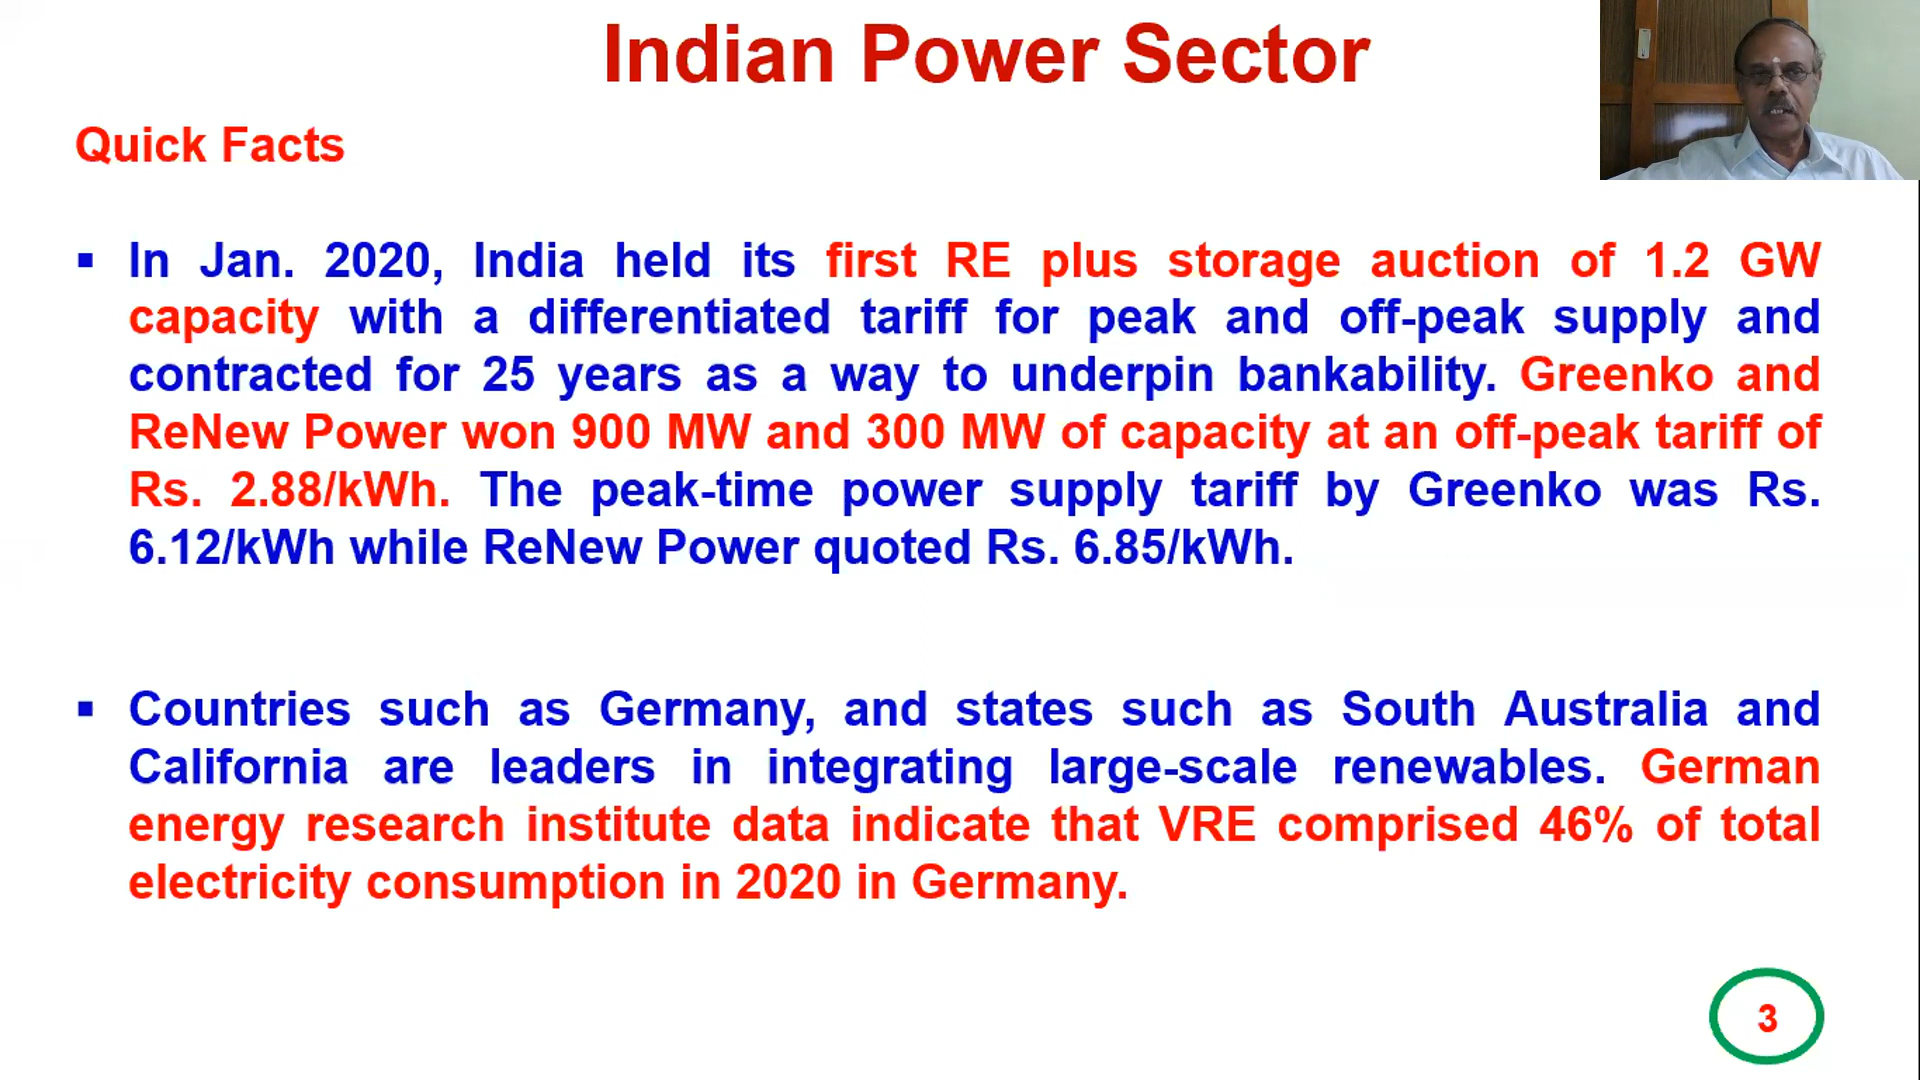 Indian Power Sector
Quick Facts
▪ In Jan. 2020, India held its first RE plus storage auction of 1.2 GW
capacity with a differentiated tariff for peak and off-peak supply and
contracted for 25 years as a way to underpin bankability. Greenko and
ReNew Power won 900 MW and 300 MW of capacity at an off-peak tariff of
Rs. 2.88/kWh. The peak-time power supply tariff by Greenko was Rs.
6.12/kWh while ReNew Power quoted Rs. 6.85/kWh.
▪ Countries such as Germany, and states such as South Australia and
California are leaders in integrating large-scale renewables. German
energy research institute data indicate that VRE comprised 46% of total
electricity consumption in 2020 in Germany.
3